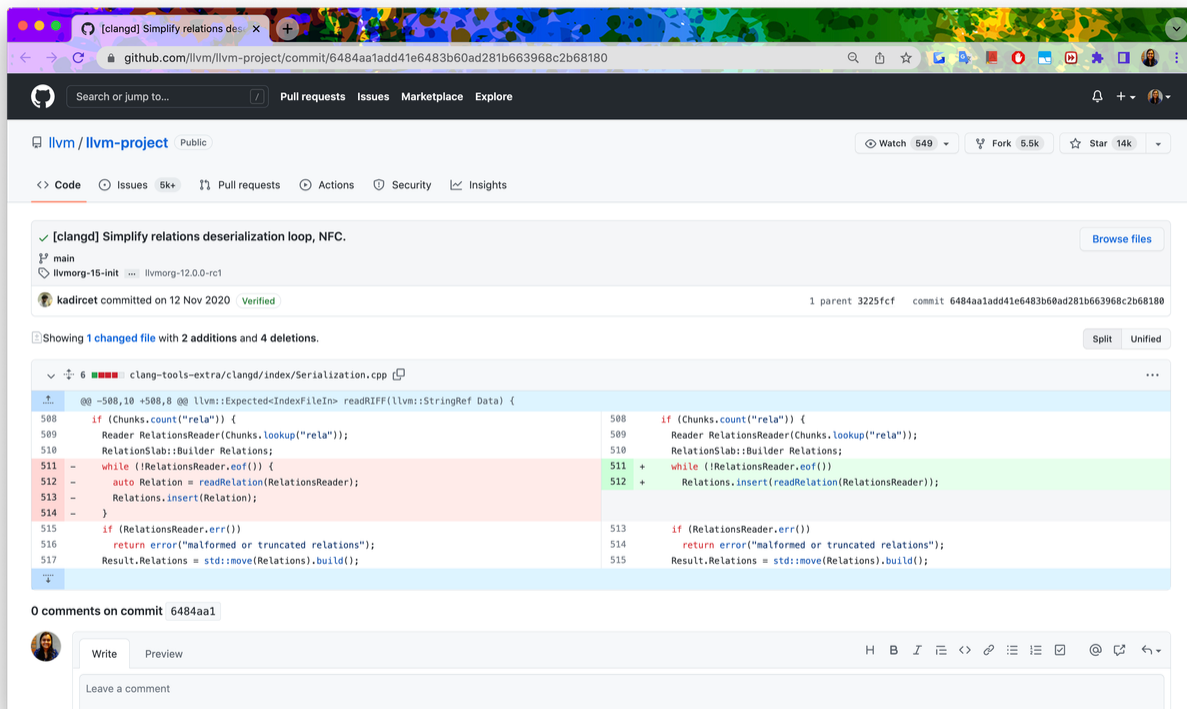 [clangd] Simplify relations dese
github.com/llvm/llvm-project/commit/6484aa1add41e6483b60ad281b663968c2b68180
Search or jump to... / Pull requests Issues Marketplace Explore
llvm / llvm-project Public Watch 549 Fork 5.5k Star 14k
Code Issues 5k+ Pull requests Actions Security Insights
[clangd] Simplify relations deserialization loop, NFC. Browse files
main
llvmorg-15-init ... llvmorg-12.0.0-rc1
kadircet committed on 12 Nov 2020 Verified 1 parent 3225fcf commit 6484aa1add41e6483b60ad281b663968c2b68180
Showing 1 changed file with 2 additions and 4 deletions. Split Unified
6 clang-tools-extra/clangd/index/Serialization.cpp
@@ -508,10 +508,8 @@ llvm::Expected<IndexFileIn> readRIFF(llvm::StringRef Data) {
508 if (Chunks.count("rela")) { 508 if (Chunks.count("rela")) {
509 Reader RelationsReader(Chunks.lookup("rela")); 509 Reader RelationsReader(Chunks.lookup("rela"));
510 RelationSlab::Builder Relations; 510 RelationSlab::Builder Relations;
511 - while (!RelationsReader.eof()) { 511 + while (!RelationsReader.eof())
512 - auto Relation = readRelation(RelationsReader); 512 + Relations.insert(readRelation(RelationsReader));
513 - Relations.insert(Relation);
514 - }
515 if (RelationsReader.err()) 513 if (RelationsReader.err())
516 return error("malformed or truncated relations"); 514 return error("malformed or truncated relations");
517 Result.Relations = std::move(Relations).build(); 515 Result.Relations = std::move(Relations).build();
0 comments on commit 6484aa1
Write Preview
Leave a comment